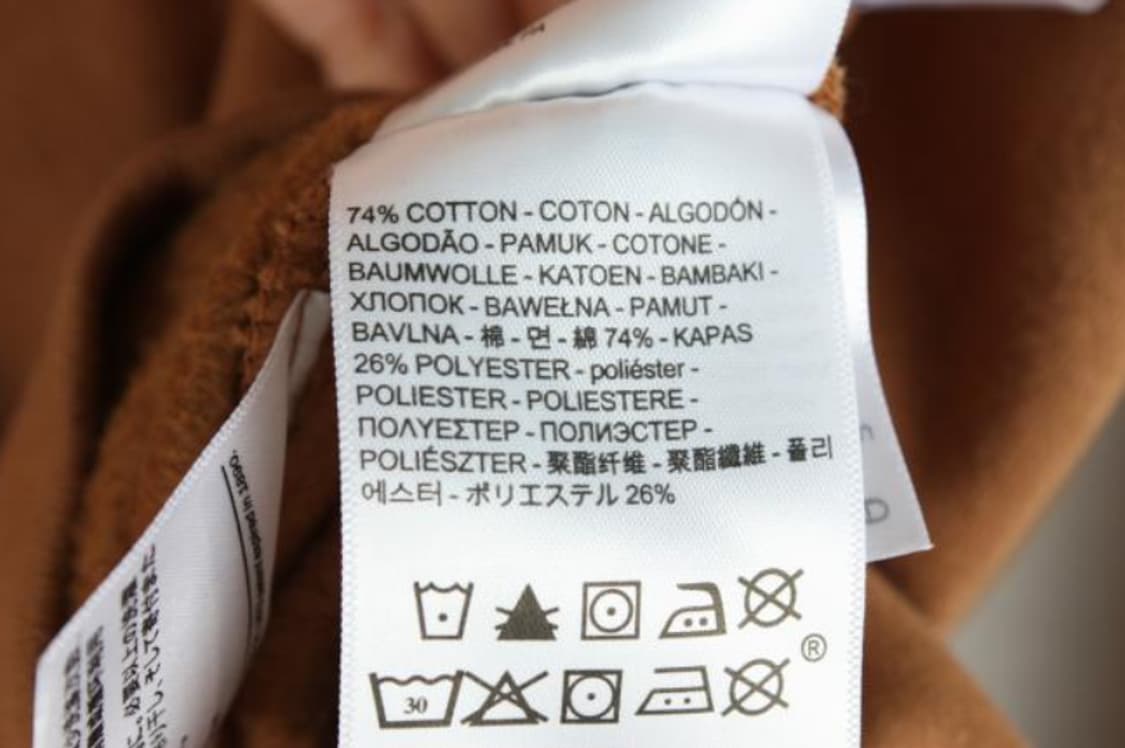 74% COTTON - COTON - ALGODÓN -
ALGODÃO - PAMUK - COTONE -
BAUMWOLLE - KATOEN - BAMBAKI -
ХЛОПОК - BAWEŁNA - PAMUT -
BAVLNA - 棉 - 면 - 綿 74% - KAPAS
26% POLYESTER - poliéster -
POLIESTER - POLIESTERE -
ΠΟΛΥΕΣΤΕΡ - ПОЛИЭСТЕР -
POLIÉSZTER - 聚酯纤维 - 聚酯纖維 - 폴리
에스터 - ポリエステル 26%
30
®
in 1890.